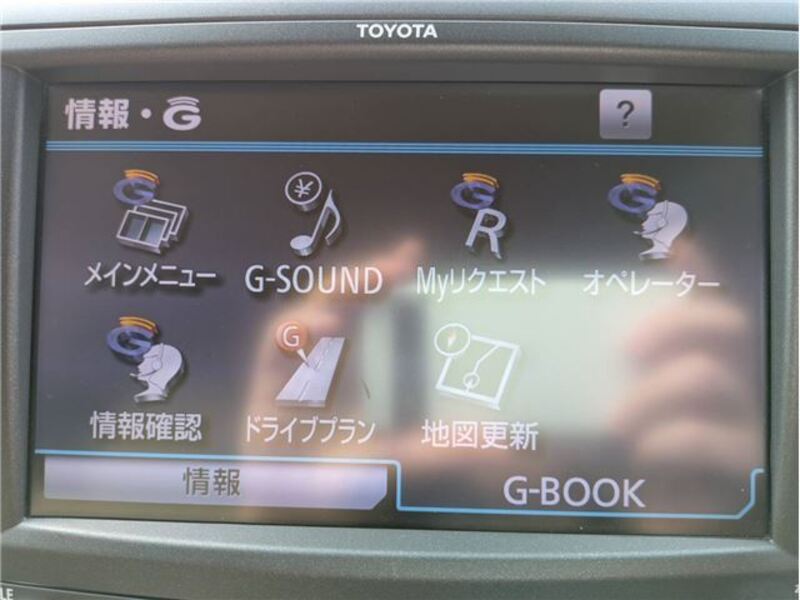 TOYOTA
情報・G
?
メインメニュー G-SOUND Myリクエスト オペレーター
情報確認 ドライブプラン 地図更新
情報 G-BOOK